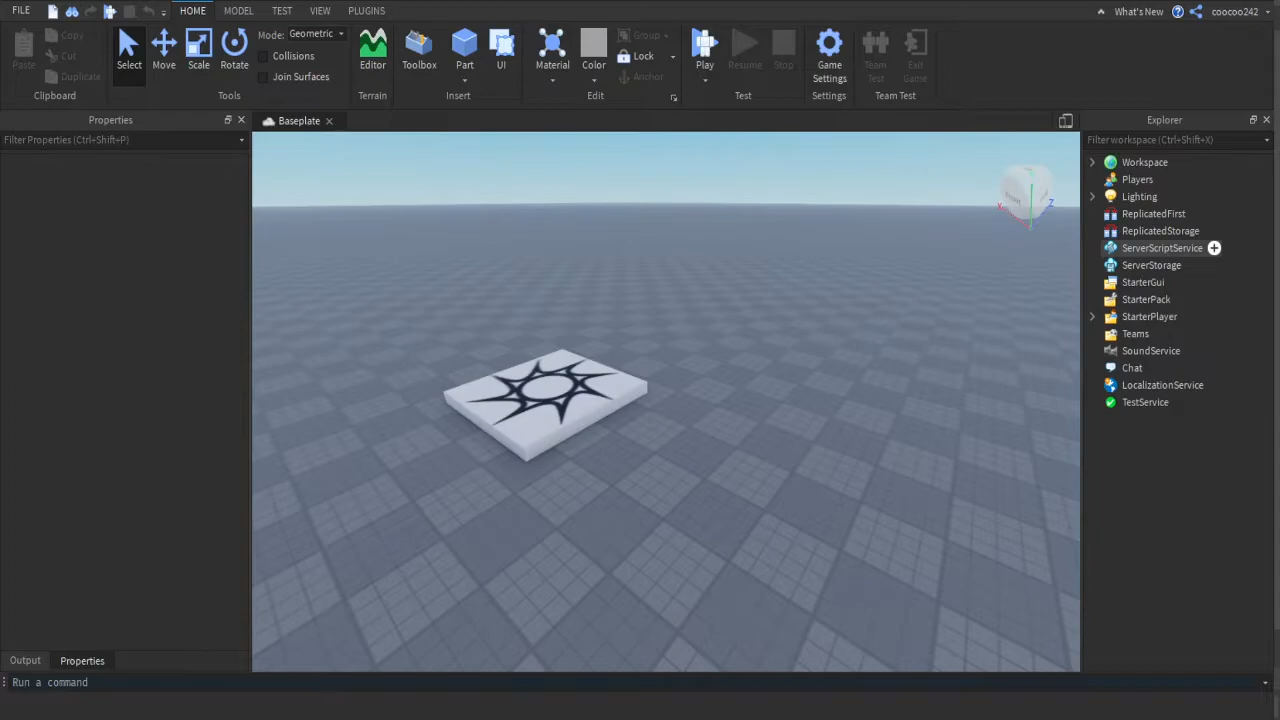 FILE HOME MODEL TEST VIEW PLUGINS What's New coocoo242
Copy Mode: Geometric Group
Collisions Lock
Paste Cut Select Move Scale Rotate Editor Toolbox Part UI Material Color Play Resume Stop Game Settings Team Test Exit Game
Duplicate Join Surfaces Anchor
Clipboard Tools Terrain Insert Edit Test Settings Team Test
Properties Baseplate Explorer
Filter Properties (Ctrl+Shift+P) Filter workspace (Ctrl+Shift+X)
Workspace
Players
Lighting
ReplicatedFirst
ReplicatedStorage
ServerScriptService
ServerStorage
StarterGui
StarterPack
StarterPlayer
Teams
SoundService
Chat
LocalizationService
TestService
X Z
Output Properties
Run a command